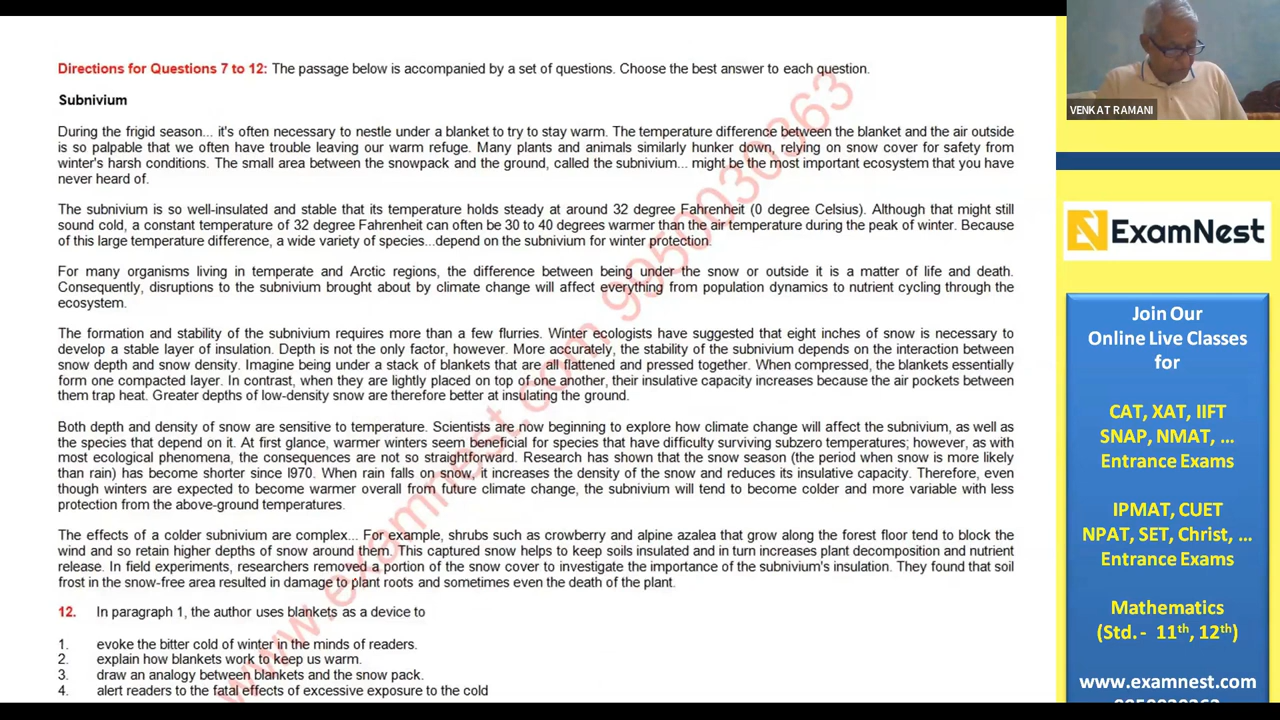 Directions for Questions 7 to 12: The passage below is accompanied by a set of questions. Choose the best answer to each question.
Subnivium
During the frigid season... it's often necessary to nestle under a blanket to try to stay warm. The temperature difference between the blanket and the air outside
is so palpable that we often have trouble leaving our warm refuge. Many plants and animals similarly hunker down, relying on snow cover for safety from
winter's harsh conditions. The small area between the snowpack and the ground, called the subnivium... might be the most important ecosystem that you have
never heard of.
The subnivium is so well-insulated and stable that its temperature holds steady at around 32 degree Fahrenheit (0 degree Celsius). Although that might still
sound cold, a constant temperature of 32 degree Fahrenheit can often be 30 to 40 degrees warmer than the air temperature during the peak of winter. Because
of this large temperature difference, a wide variety of species...depend on the subnivium for winter protection.
For many organisms living in temperate and Arctic regions, the difference between being under the snow or outside it is a matter of life and death.
Consequently, disruptions to the subnivium brought about by climate change will affect everything from population dynamics to nutrient cycling through the
ecosystem.
The formation and stability of the subnivium requires more than a few flurries. Winter ecologists have suggested that eight inches of snow is necessary to
develop a stable layer of insulation. Depth is not the only factor, however. More accurately, the stability of the subnivium depends on the interaction between
snow depth and snow density. Imagine being under a stack of blankets that are all flattened and pressed together. When compressed, the blankets essentially
form one compacted layer. In contrast, when they are lightly placed on top of one another, their insulative capacity increases because the air pockets between
them trap heat. Greater depths of low-density snow are therefore better at insulating the ground.
Both depth and density of snow are sensitive to temperature. Scientists are now beginning to explore how climate change will affect the subnivium, as well as
the species that depend on it. At first glance, warmer winters seem beneficial for species that have difficulty surviving subzero temperatures; however, as with
most ecological phenomena, the consequences are not so straightforward. Research has shown that the snow season (the period when snow is more likely
than rain) has become shorter since l970. When rain falls on snow, it increases the density of the snow and reduces its insulative capacity. Therefore, even
though winters are expected to become warmer overall from future climate change, the subnivium will tend to become colder and more variable with less
protection from the above-ground temperatures.
The effects of a colder subnivium are complex... For example, shrubs such as crowberry and alpine azalea that grow along the forest floor tend to block the
wind and so retain higher depths of snow around them. This captured snow helps to keep soils insulated and in turn increases plant decomposition and nutrient
release. In field experiments, researchers removed a portion of the snow cover to investigate the importance of the subnivium's insulation. They found that soil
frost in the snow-free area resulted in damage to plant roots and sometimes even the death of the plant.
12. In paragraph 1, the author uses blankets as a device to
1. evoke the bitter cold of winter in the minds of readers.
2. explain how blankets work to keep us warm.
3. draw an analogy between blankets and the snow pack.
4. alert readers to the fatal effects of excessive exposure to the cold
www.examnest.com 9950030363
VENKAT RAMANI
ExamNest
Join Our
Online Live Classes
for
CAT, XAT, IIFT
SNAP, NMAT, ...
Entrance Exams
IPMAT, CUET
NPAT, SET, Christ, ...
Entrance Exams
Mathematics
(Std. - 11th, 12th)
www.examnest.com